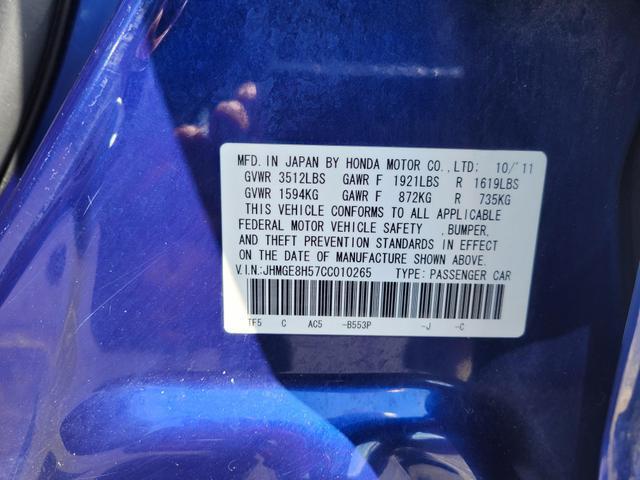 MFD. IN JAPAN BY HONDA MOTOR CO.,LTD: 10/'11
GVWR 3512LBS GAWR F 1921LBS R 1619LBS
GVWR 1594KG GAWR F 872KG R 735KG
THIS VEHICLE CONFORMS TO ALL APPLICABLE
FEDERAL MOTOR VEHICLE SAFETY ,BUMPER,
AND THEFT PREVENTION STANDARDS IN EFFECT
ON THE DATE OF MANUFACTURE SHOWN ABOVE.
V.I.N.:JHMGE8H57CC010265 TYPE: PASSENGER CAR
TF5 C AC5 -B553P -J -C